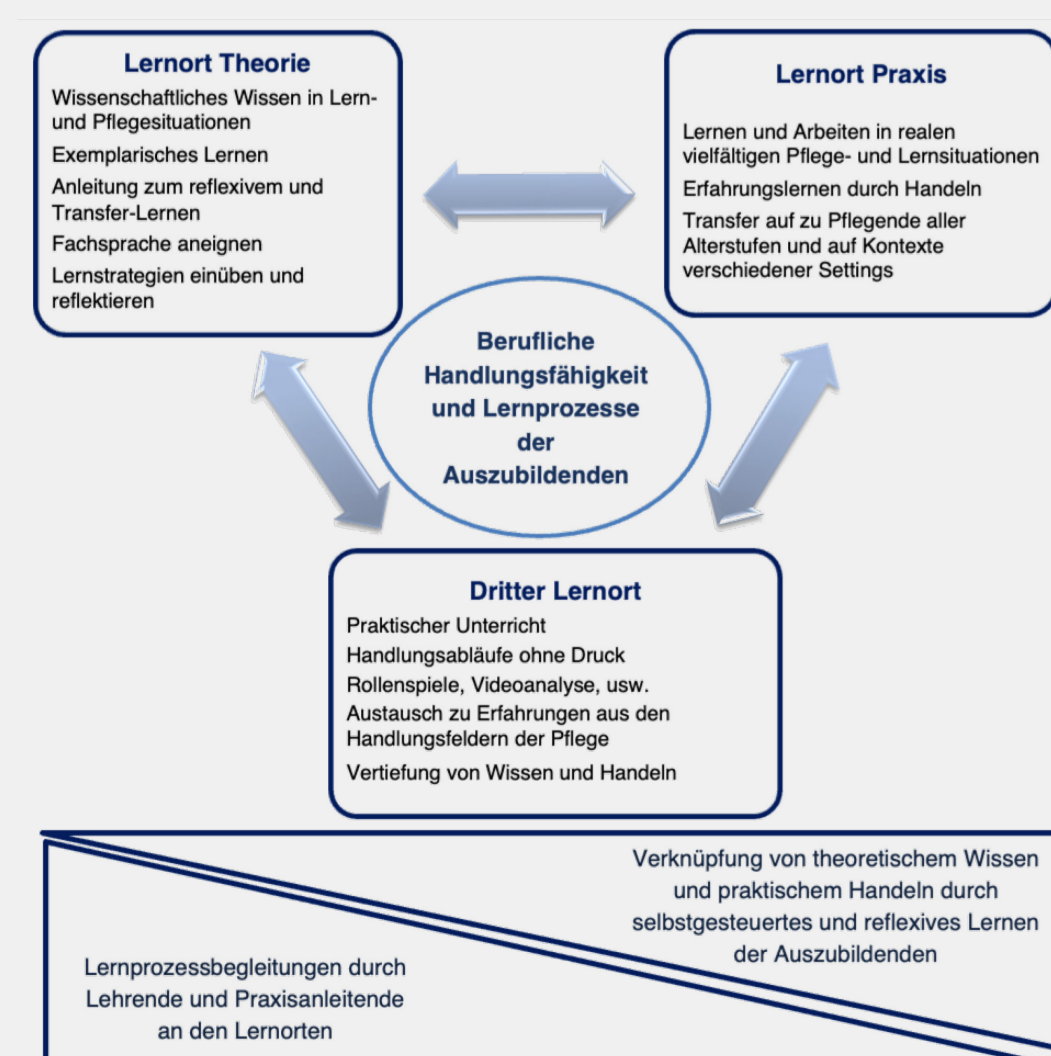 Lernort Theorie
Wissenschaftliches Wissen in Lern-
und Pflegesituationen
Exemplarisches Lernen
Anleitung zum reflexivem und
Transfer-Lernen
Fachsprache aneignen
Lernstrategien einüben und
reflektieren
Lernort Praxis
Lernen und Arbeiten in realen
vielfältigen Pflege- und Lernsituationen
Erfahrungslernen durch Handeln
Transfer auf zu Pflegende aller
Alterstufen und auf Kontexte
verschiedener Settings
Berufliche
Handlungsfähigkeit
und Lernprozesse
der
Auszubildenden
Dritter Lernort
Praktischer Unterricht
Handlungsabläufe ohne Druck
Rollenspiele, Videoanalyse, usw.
Austausch zu Erfahrungen aus den
Handlungsfeldern der Pflege
Vertiefung von Wissen und Handeln
Verknüpfung von theoretischem Wissen
und praktischem Handeln durch
selbstgesteuertes und reflexives Lernen
der Auszubildenden
Lernprozessbegleitungen durch
Lehrende und Praxisanleitende
an den Lernorten